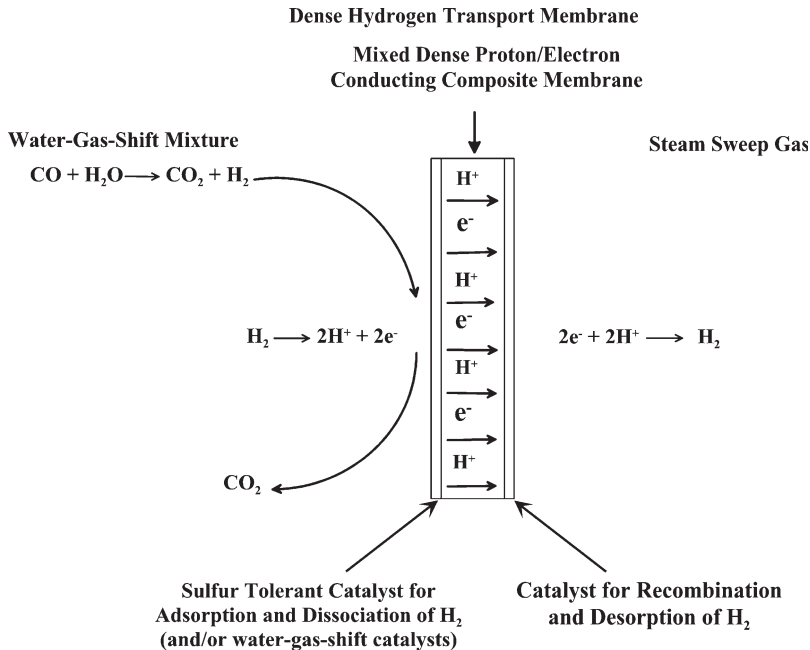 Dense Hydrogen Transport Membrane
Mixed Dense Proton/Electron
Conducting Composite Membrane
Water-Gas-Shift Mixture
Steam Sweep Gas
CO + H₂O → CO₂ + H₂
H⁺
e⁻
H⁺
e⁻
H⁺
e⁻
H⁺
H₂ → 2H⁺ + 2e⁻
2e⁻ + 2H⁺ → H₂
CO₂
Sulfur Tolerant Catalyst for
Adsorption and Dissociation of H₂
(and/or water-gas-shift catalysts)
Catalyst for Recombination
and Desorption of H₂